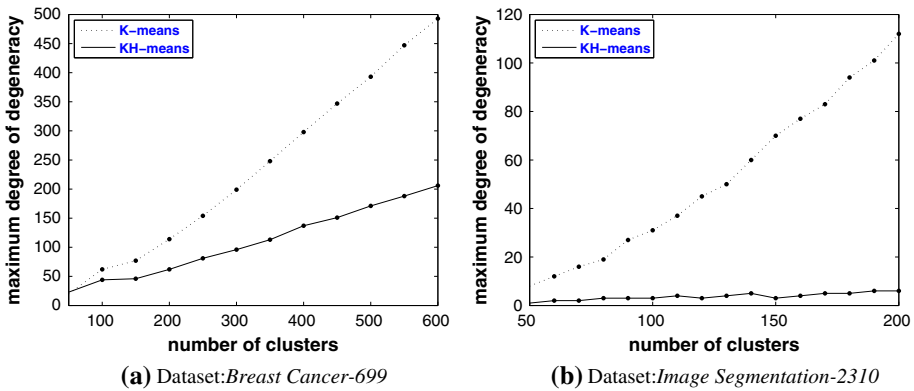 K-means
KH-means
500
450
400
350
300
250
200
150
100
50
0
maximum degree of degeneracy
100 200 300 400 500 600
number of clusters
(a) Dataset:Breast Cancer-699
K-means
KH-means
120
100
80
60
40
20
0
maximum degree of degeneracy
50 100 150 200
number of clusters
(b) Dataset:Image Segmentation-2310